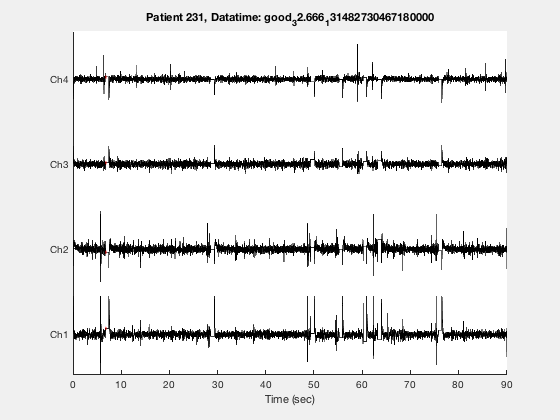 Patient 231, Datatime: good32.666131482730467180000
Ch4
Ch3
Ch2
Ch1
0 10 20 30 40 50 60 70 80 90
Time (sec)